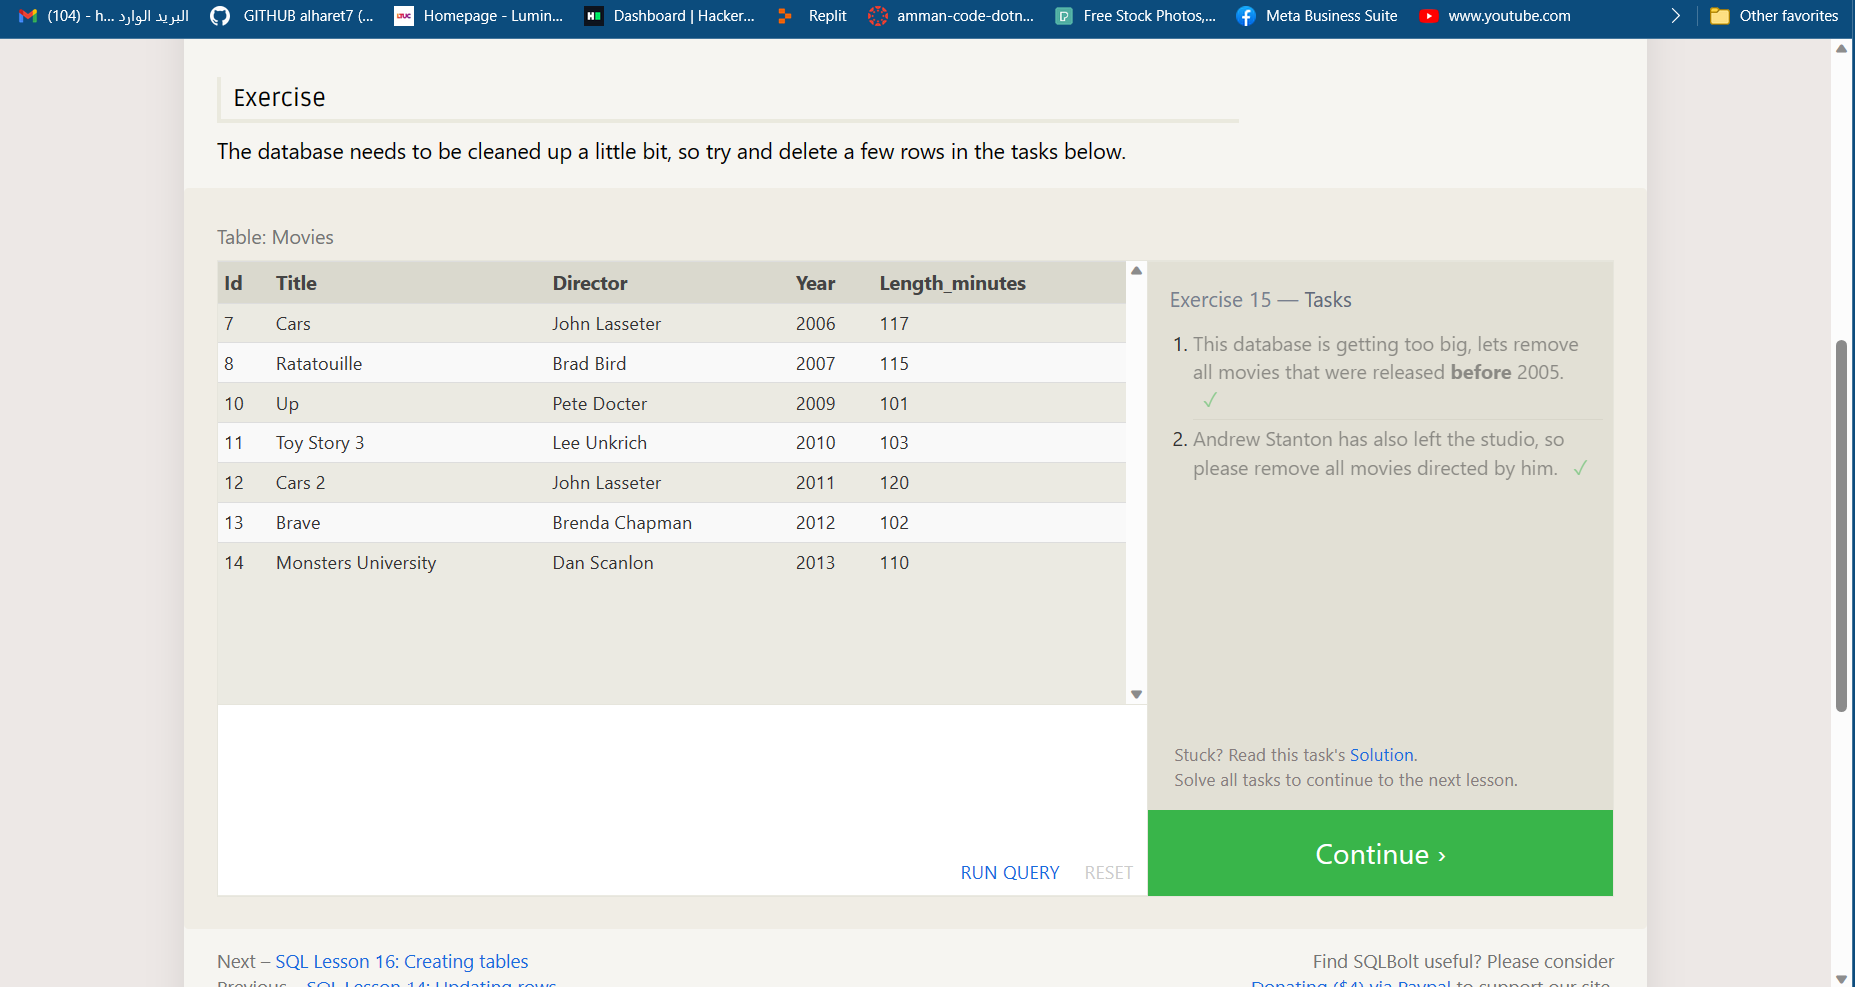 (104) - h... البريد الوارد
GITHUB alharet7 (...
LTUC
Homepage - Lumin...
Dashboard | Hacker...
Replit
amman-code-dotn...
Free Stock Photos,...
Meta Business Suite
www.youtube.com
Other favorites
Exercise
The database needs to be cleaned up a little bit, so try and delete a few rows in the tasks below.
Table: Movies
Id Title Director Year Length_minutes
7 Cars John Lasseter 2006 117
8 Ratatouille Brad Bird 2007 115
10 Up Pete Docter 2009 101
11 Toy Story 3 Lee Unkrich 2010 103
12 Cars 2 John Lasseter 2011 120
13 Brave Brenda Chapman 2012 102
14 Monsters University Dan Scanlon 2013 110
RUN QUERY RESET
Exercise 15 — Tasks
1. This database is getting too big, lets remove
all movies that were released before 2005.
✓
2. Andrew Stanton has also left the studio, so
please remove all movies directed by him. ✓
Stuck? Read this task's Solution.
Solve all tasks to continue to the next lesson.
Continue ›
Next – SQL Lesson 16: Creating tables
Previous – SQL Lesson 14: Updating rows
Find SQLBolt useful? Please consider
Donating ($4) via Paypal to support our site.